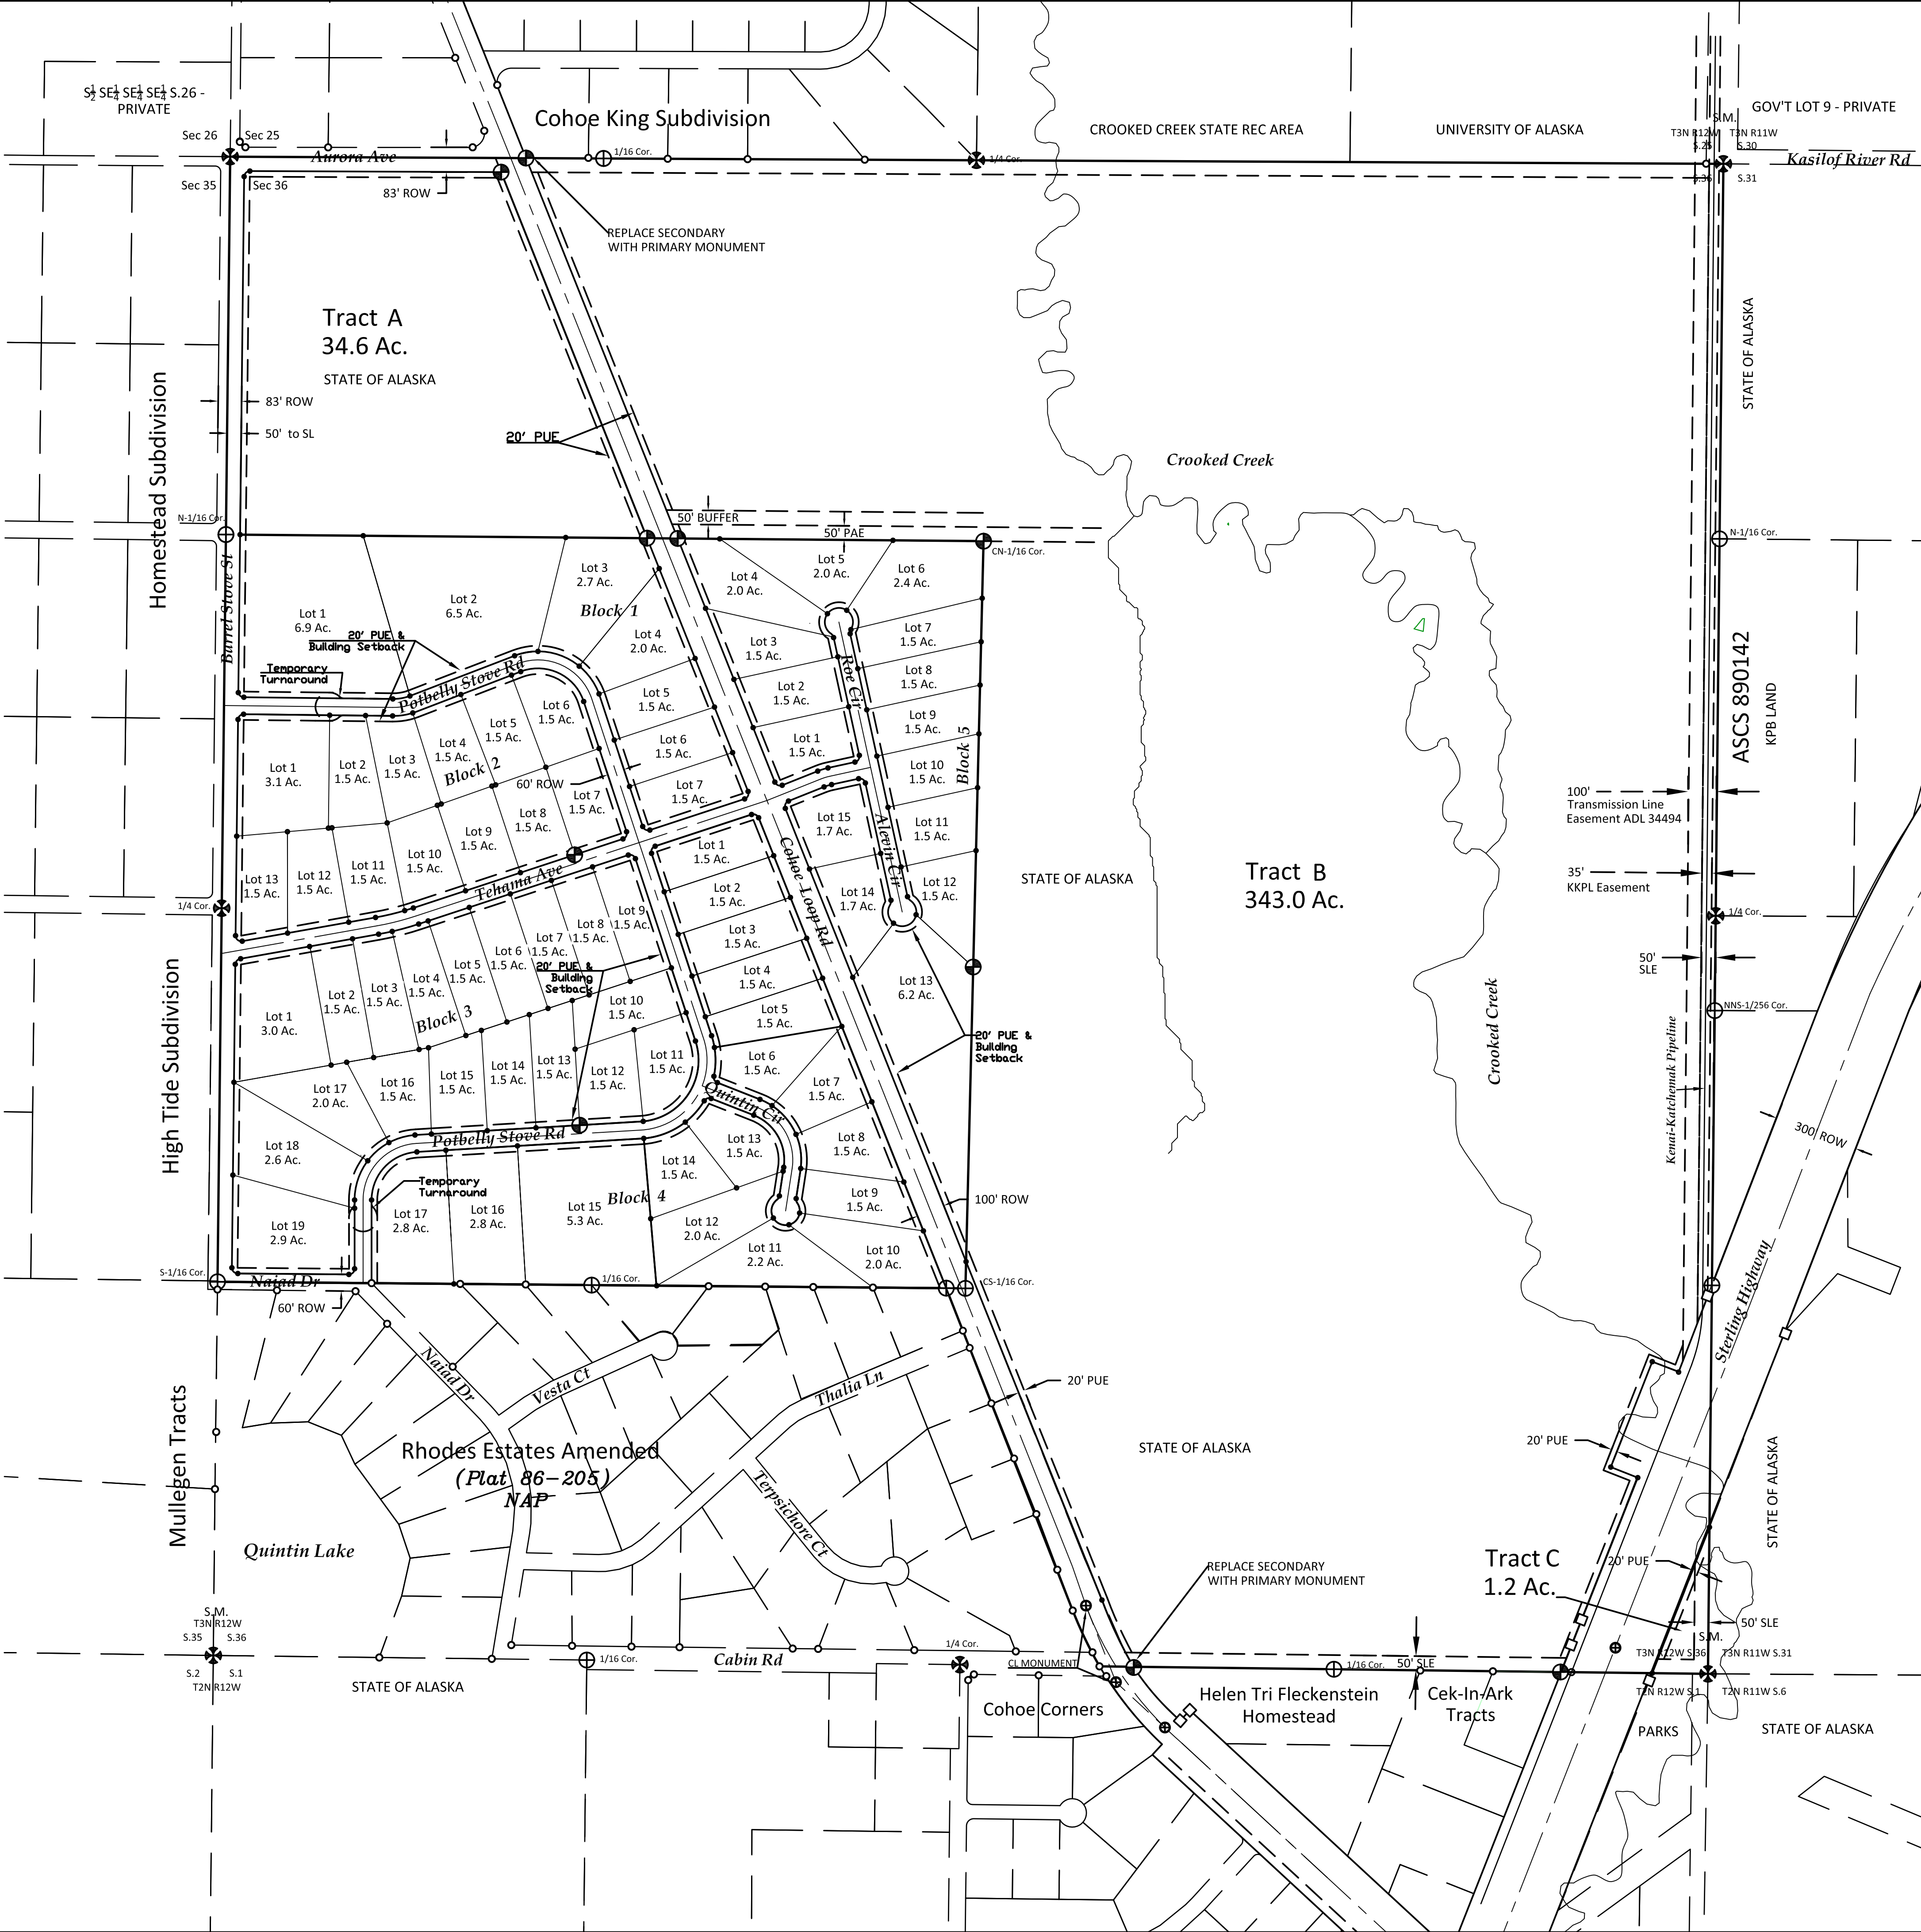 S½ SE¼ SE¼ SE¼ S.26 -
PRIVATE
Sec 26
Sec 25
Sec 35
Sec 36
Aurora Ave
83' ROW
Cohoe King Subdivision
1/16 Cor.
1/4 Cor.
CROOKED CREEK STATE REC AREA
UNIVERSITY OF ALASKA
GOV'T LOT 9 - PRIVATE
S.M.
T3N R12W
T3N R11W
S.25
S.30
S.36
S.31
Kasilof River Rd
REPLACE SECONDARY
WITH PRIMARY MONUMENT
Tract A
34.6 Ac.
STATE OF ALASKA
83' ROW
50' to SL
20' PUE
Homestead Subdivision
STATE OF ALASKA
Crooked Creek
N-1/16 Cor.
50' BUFFER
50' PAE
CN-1/16 Cor.
N-1/16 Cor.
Barrel Stove St
Lot 1
6.9 Ac.
Lot 2
6.5 Ac.
Lot 3
2.7 Ac.
Block 1
Lot 4
2.0 Ac.
Lot 5
1.5 Ac.
Lot 6
1.5 Ac.
Lot 7
1.5 Ac.
20' PUE &
Building Setback
Temporary
Turnaround
Potbelly Stove Rd
Lot 4
2.0 Ac.
Lot 5
2.0 Ac.
Lot 6
2.4 Ac.
Lot 3
1.5 Ac.
Lot 2
1.5 Ac.
Lot 1
1.5 Ac.
Roe Cir
Lot 7
1.5 Ac.
Lot 8
1.5 Ac.
Lot 9
1.5 Ac.
Lot 10
1.5 Ac.
Lot 11
1.5 Ac.
Lot 12
1.5 Ac.
Block 5
Lot 15
1.7 Ac.
Lot 14
1.7 Ac.
Alevin Cir
Lot 13
6.2 Ac.
Lot 1
3.1 Ac.
Lot 2
1.5 Ac.
Lot 3
1.5 Ac.
Lot 4
1.5 Ac.
Lot 5
1.5 Ac.
Lot 6
1.5 Ac.
Block 2
60' ROW
Lot 7
1.5 Ac.
Lot 8
1.5 Ac.
Lot 9
1.5 Ac.
Lot 10
1.5 Ac.
Lot 11
1.5 Ac.
Lot 12
1.5 Ac.
Lot 13
1.5 Ac.
Tehama Ave
Cohoe Loop Rd
1/4 Cor.
Lot 1
3.0 Ac.
Lot 2
1.5 Ac.
Lot 3
1.5 Ac.
Lot 4
1.5 Ac.
Lot 5
1.5 Ac.
Lot 6
1.5 Ac.
Lot 7
1.5 Ac.
Lot 8
1.5 Ac.
Lot 9
1.5 Ac.
20' PUE &
Building
Setback
Lot 10
1.5 Ac.
Block 3
Lot 11
1.5 Ac.
Lot 12
1.5 Ac.
Lot 13
1.5 Ac.
Lot 14
1.5 Ac.
Lot 15
1.5 Ac.
Lot 16
1.5 Ac.
Lot 17
2.0 Ac.
Lot 18
2.6 Ac.
Lot 19
2.9 Ac.
Potbelly Stove Rd
Temporary
Turnaround
Lot 1
1.5 Ac.
Lot 2
1.5 Ac.
Lot 3
1.5 Ac.
Lot 4
1.5 Ac.
Lot 5
1.5 Ac.
Lot 6
1.5 Ac.
Lot 7
1.5 Ac.
Lot 8
1.5 Ac.
Lot 9
1.5 Ac.
Lot 10
2.0 Ac.
Lot 11
2.2 Ac.
Lot 12
2.0 Ac.
Lot 13
1.5 Ac.
Lot 14
1.5 Ac.
Block 4
Lot 15
5.3 Ac.
Lot 16
2.8 Ac.
Lot 17
2.8 Ac.
Quintin Cir
20' PUE &
Building
Setback
100' ROW
High Tide Subdivision
S-1/16 Cor.
Naiad Dr
60' ROW
1/16 Cor.
CS-1/16 Cor.
STATE OF ALASKA
Tract B
343.0 Ac.
Crooked Creek
ASCS 890142
KPB LAND
100'
Transmission Line
Easement ADL 34494
35'
KKPL Easement
1/4 Cor.
50'
SLE
NNS-1/256 Cor.
Kenai-Katchemak Pipeline
300' ROW
Sterling Highway
Mullegen Tracts
Naiad Dr
Vesta Ct
Thalia Ln
Terpsichore Ct
Rhodes Estates Amended
(Plat 86-205)
NAP
Quintin Lake
20' PUE
STATE OF ALASKA
20' PUE
STATE OF ALASKA
REPLACE SECONDARY
WITH PRIMARY MONUMENT
Tract C
1.2 Ac.
20' PUE
50' SLE
S.M.
T3N R12W
S.35
S.36
S.2
S.1
T2N R12W
STATE OF ALASKA
1/16 Cor.
Cabin Rd
1/4 Cor.
CL MONUMENT
1/16 Cor.
50' SLE
S.M.
T3N R12W S.36
T3N R11W S.31
T2N R12W S.1
T2N R11W S.6
Cohoe Corners
Helen Tri Fleckenstein
Homestead
Cek-In-Ark
Tracts
PARKS
STATE OF ALASKA